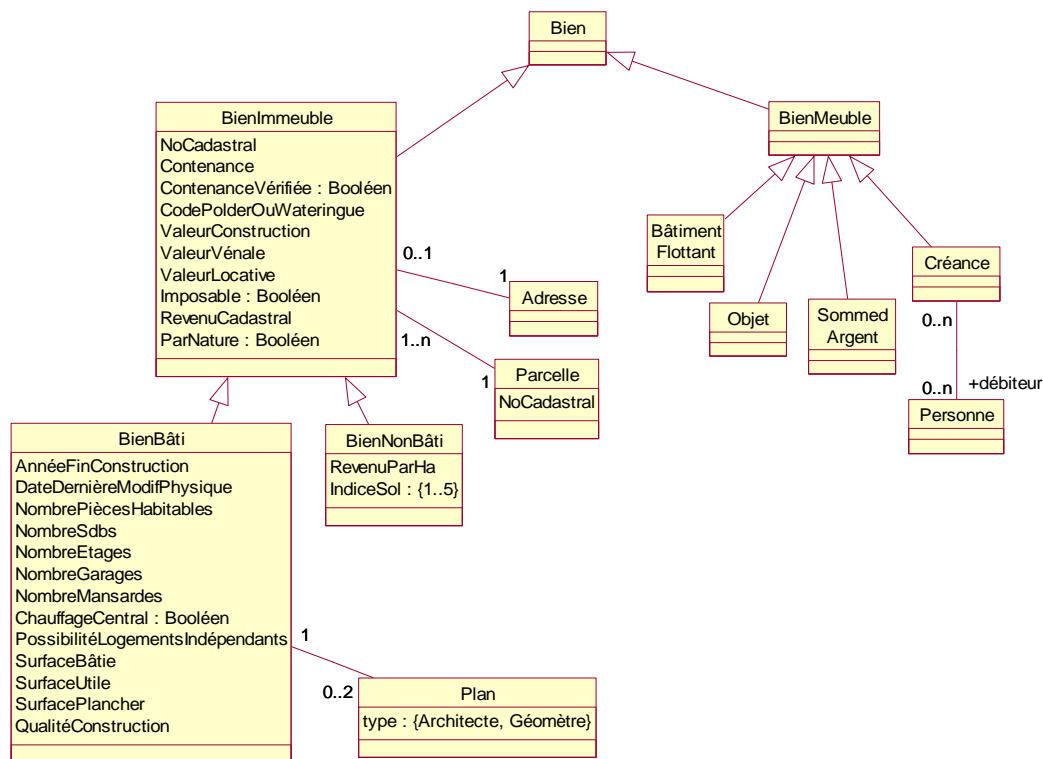 Bien
BienImmeuble
NoCadastral
Contenance
ContenanceVérifiée : Booléen
CodePolderOuWateringue
ValeurConstruction
ValeurVénale
ValeurLocative
Imposable : Booléen
RevenuCadastral
ParNature : Booléen
BienMeuble
Bâtiment
Flottant
Objet
Sommed
Argent
Créance
0..n
0..n
+débiteur
Personne
0..1
1
Adresse
1..n
1
Parcelle
NoCadastral
BienBâti
AnnéeFinConstruction
DateDernièreModifPhysique
NombrePiècesHabitables
NombreSdbs
NombreEtages
NombreGarages
NombreMansardes
ChauffageCentral : Booléen
PossibilitéLogementsIndépendants
SurfaceBâtie
SurfaceUtile
SurfacePlancher
QualitéConstruction
BienNonBâti
RevenuParHa
IndiceSol : {1..5}
1
0..2
Plan
type : {Architecte, Géomètre}